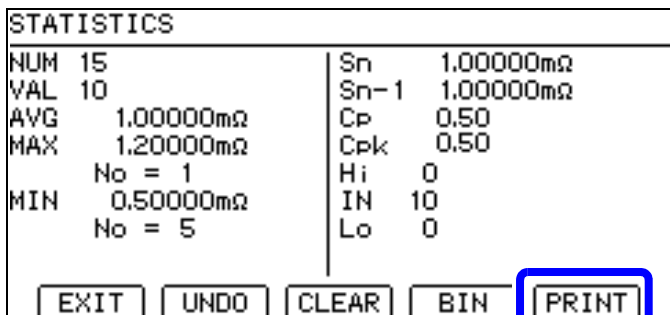 STATISTICS
NUM 15
VAL 10
AVG 1.00000mΩ
MAX 1.20000mΩ
No = 1
MIN 0.50000mΩ
No = 5
Sn 1.00000mΩ
Sn-1 1.00000mΩ
Cp 0.50
Cpk 0.50
Hi 0
IN 10
Lo 0
EXIT UNDO CLEAR BIN PRINT